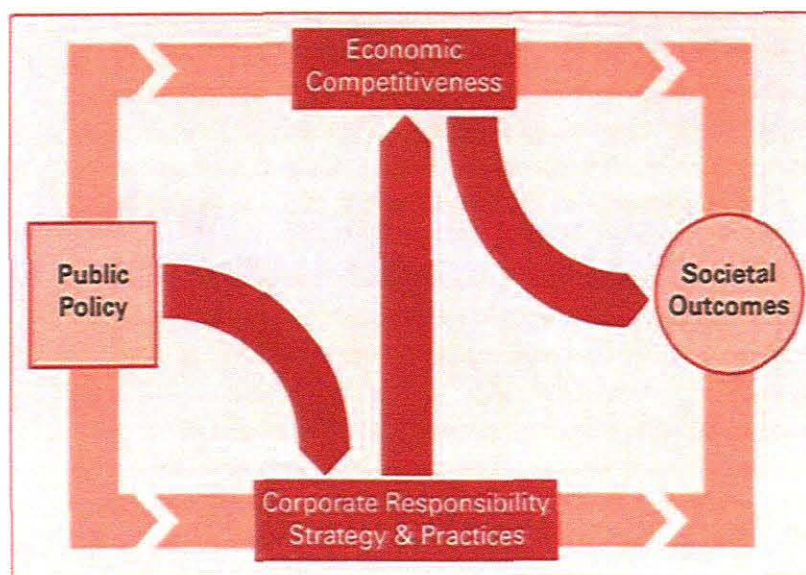 Economic
Competitiveness
Public
Policy
Societal
Outcomes
Corporate Responsibility
Strategy & Practices